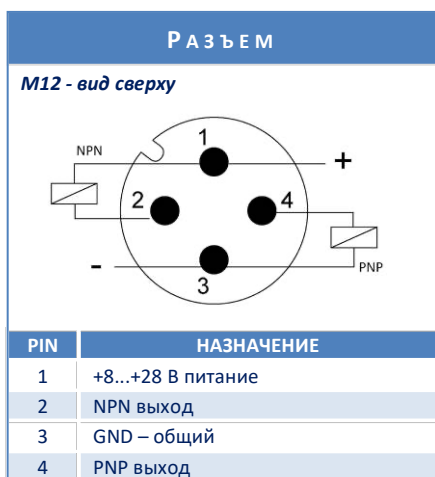 РАЗЪЕМ
М12 - вид сверху
1
NPN
+
2
4
-
3
PNP
PIN НАЗНАЧЕНИЕ
1 +8...+28 В питание
2 NPN выход
3 GND – общий
4 PNP выход